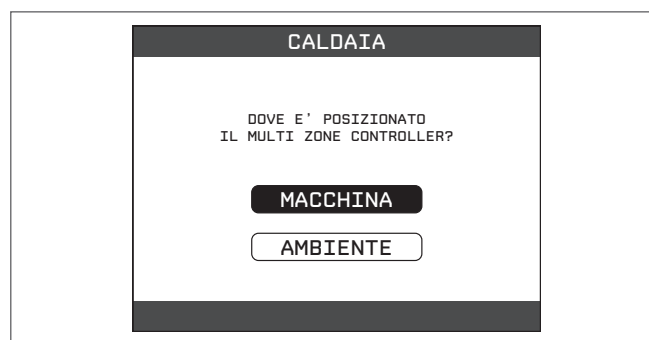 CALDAIA
DOVE E' POSIZIONATO
IL MULTI ZONE CONTROLLER?
MACCHINA
AMBIENTE